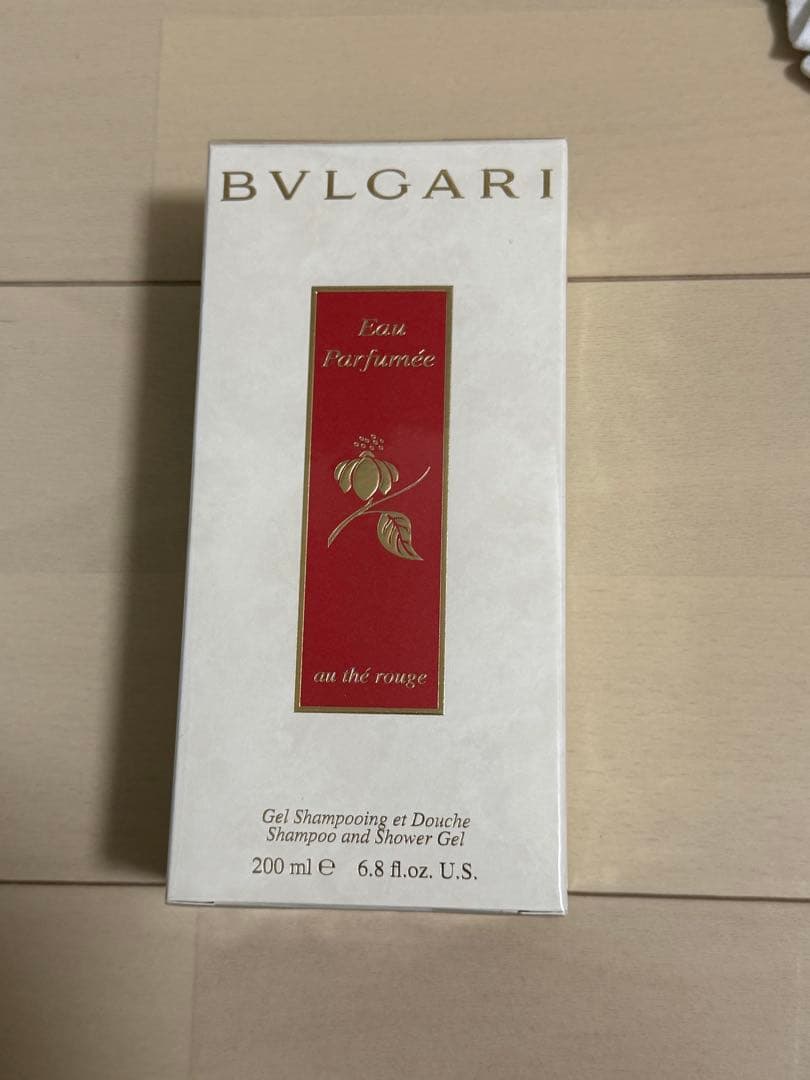 BVLGARI
Eau
Parfumée
au thé rouge
Gel Shampooing et Douche
Shampoo and Shower Gel
200 ml ℮ 6.8 fl.oz. U.S.